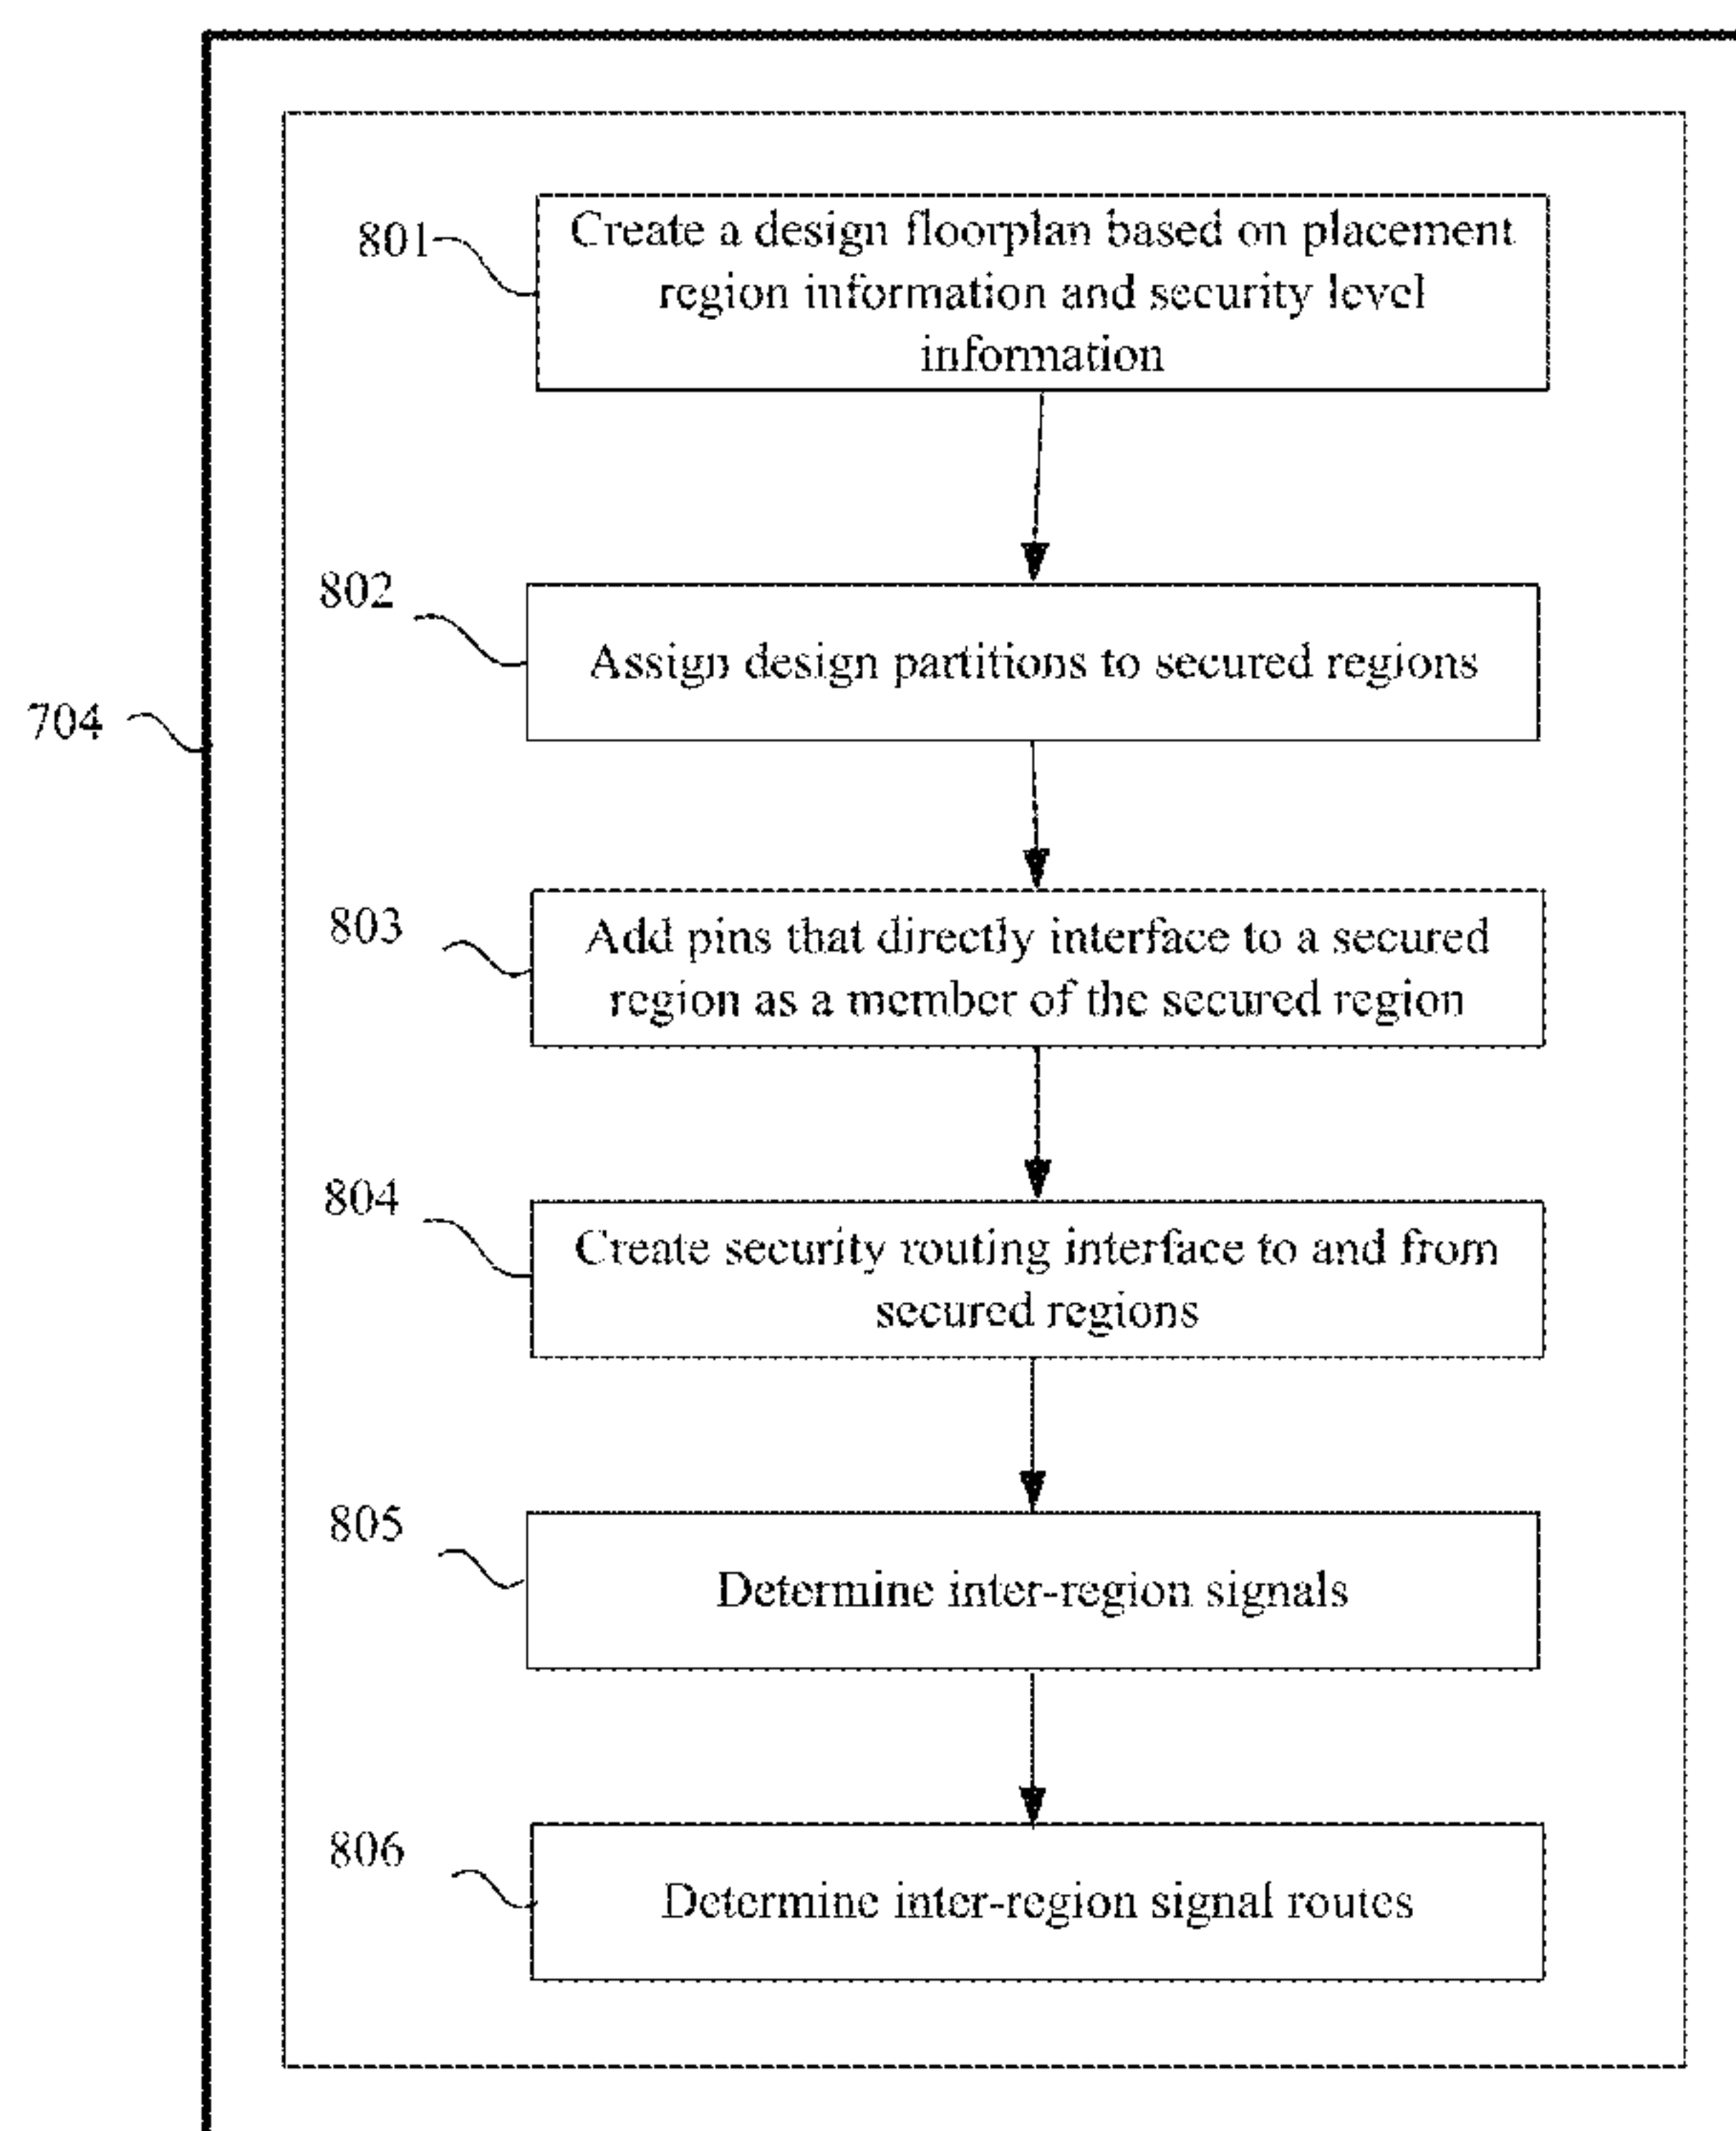 801
Create a design floorplan based on placement
region information and security level
information
802
Assign design partitions to secured regions
704
803
Add pins that directly interface to a secured
region as a member of the secured region
804
Create security routing interface to and from
secured regions
805
Determine inter-region signals
806
Determine inter-region signal routes